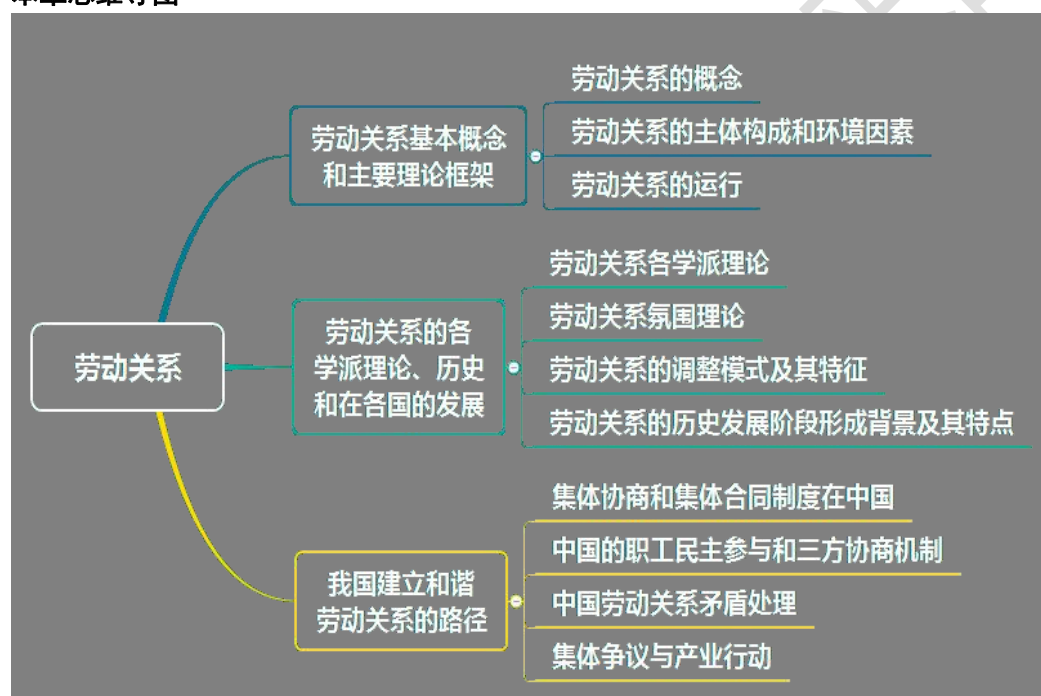 劳动关系
劳动关系基本概念
和主要理论框架
劳动关系的概念
劳动关系的主体构成和环境因素
劳动关系的运行
劳动关系的各
学派理论、历史
和在各国的发展
劳动关系各学派理论
劳动关系氛围理论
劳动关系的调整模式及其特征
劳动关系的历史发展阶段形成背景及其特点
我国建立和谐
劳动关系的路径
集体协商和集体合同制度在中国
中国的职工民主参与和三方协商机制
中国劳动关系矛盾处理
集体争议与产业行动